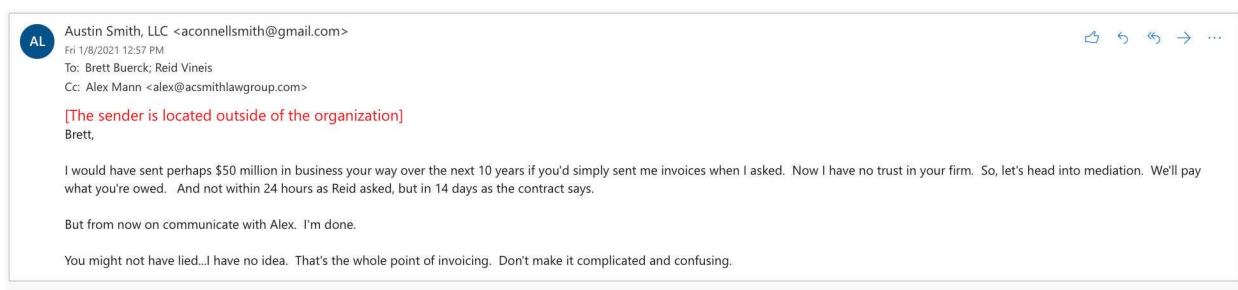 AL
Austin Smith, LLC <aconnellsmith@gmail.com>
Fri 1/8/2021 12:57 PM
To: Brett Buerck; Reid Vineis
Cc: Alex Mann <alex@acsmithlawgroup.com>
[The sender is located outside of the organization]
Brett,
I would have sent perhaps $50 million in business your way over the next 10 years if you'd simply sent me invoices when I asked.  Now I have no trust in your firm.  So, let's head into mediation.  We'll pay
what you're owed.   And not within 24 hours as Reid asked, but in 14 days as the contract says.
But from now on communicate with Alex.  I'm done.
You might not have lied...I have no idea.  That's the whole point of invoicing.  Don't make it complicated and confusing.